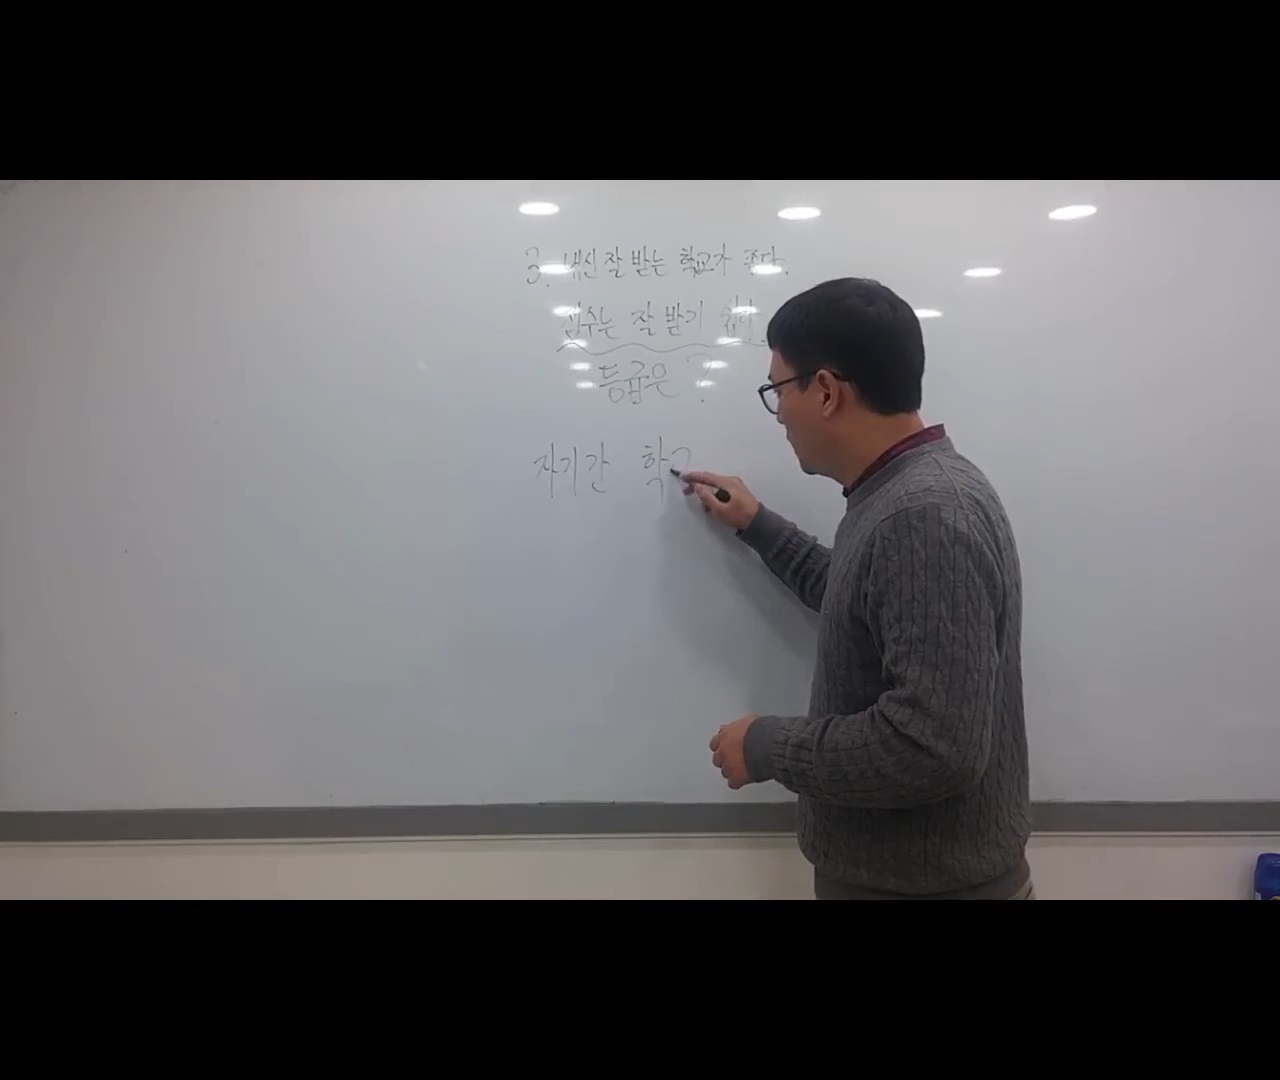 3. 내신 잘 받는 학교가 좋다.
점수는 잘 받기 쉽다.
등급은 ?
자기간 학고